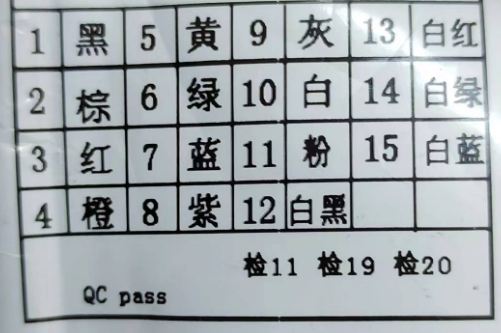 1 黑 5 黄 9 灰 13 白红
2 棕 6 绿 10 白 14 白绿
3 红 7 蓝 11 粉 15 白蓝
4 橙 8 紫 12 白黑
检11 检19 检20
QC pass